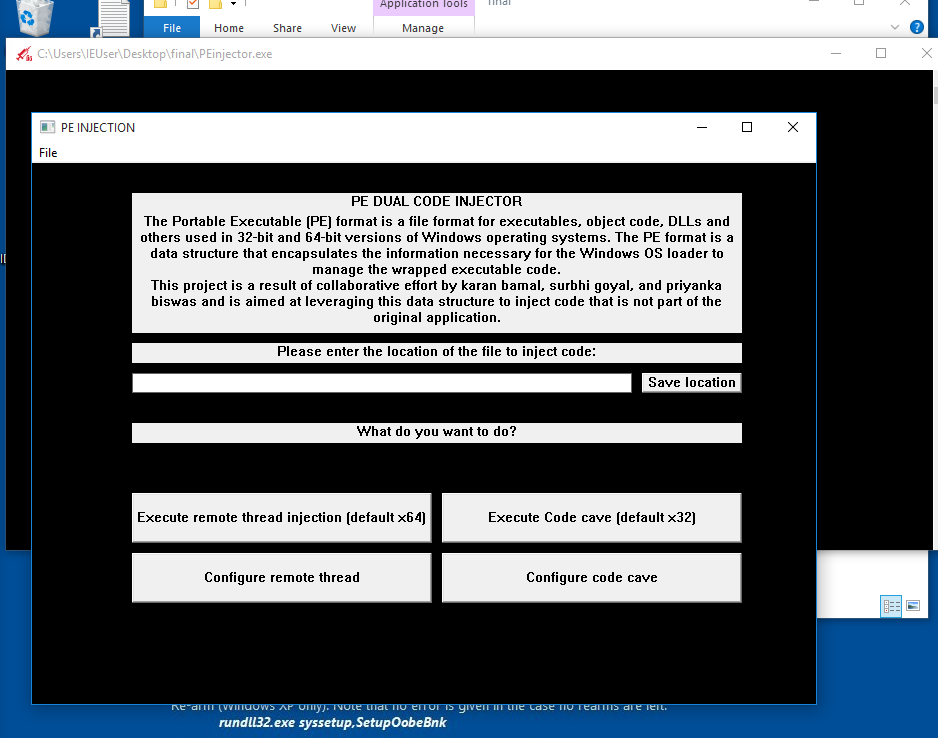 Application Tools
final
File
Home
Share
View
Manage
C:\Users\IEUser\Desktop\final\PEinjector.exe
PE INJECTION
File
PE DUAL CODE INJECTOR
The Portable Executable (PE) format is a file format for executables, object code, DLLs and
others used in 32-bit and 64-bit versions of Windows operating systems. The PE format is a
data structure that encapsulates the information necessary for the Windows OS loader to
manage the wrapped executable code.
This project is a result of collaborative effort by karan bamal, surbhi goyal, and priyanka
biswas and is aimed at leveraging this data structure to inject code that is not part of the
original application.
Please enter the location of the file to inject code:
Save location
What do you want to do?
Execute remote thread injection (default x64)
Execute Code cave (default x32)
Configure remote thread
Configure code cave
Re-arm (Windows XP only). Note that no error is given in the case no rearms are left.
rundll32.exe syssetup,SetupOobeBnk